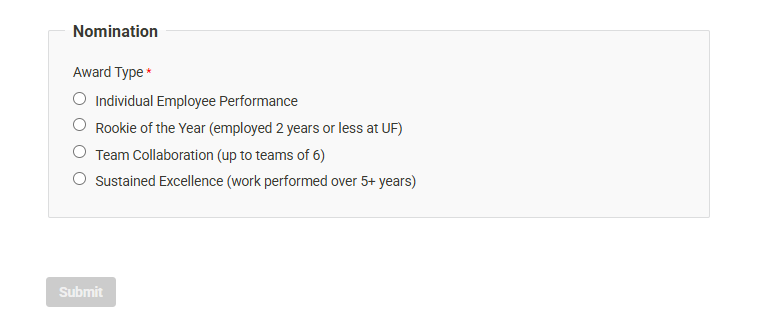 Nomination
Award Type *
Individual Employee Performance
Rookie of the Year (employed 2 years or less at UF)
Team Collaboration (up to teams of 6)
Sustained Excellence (work performed over 5+ years)
Submit